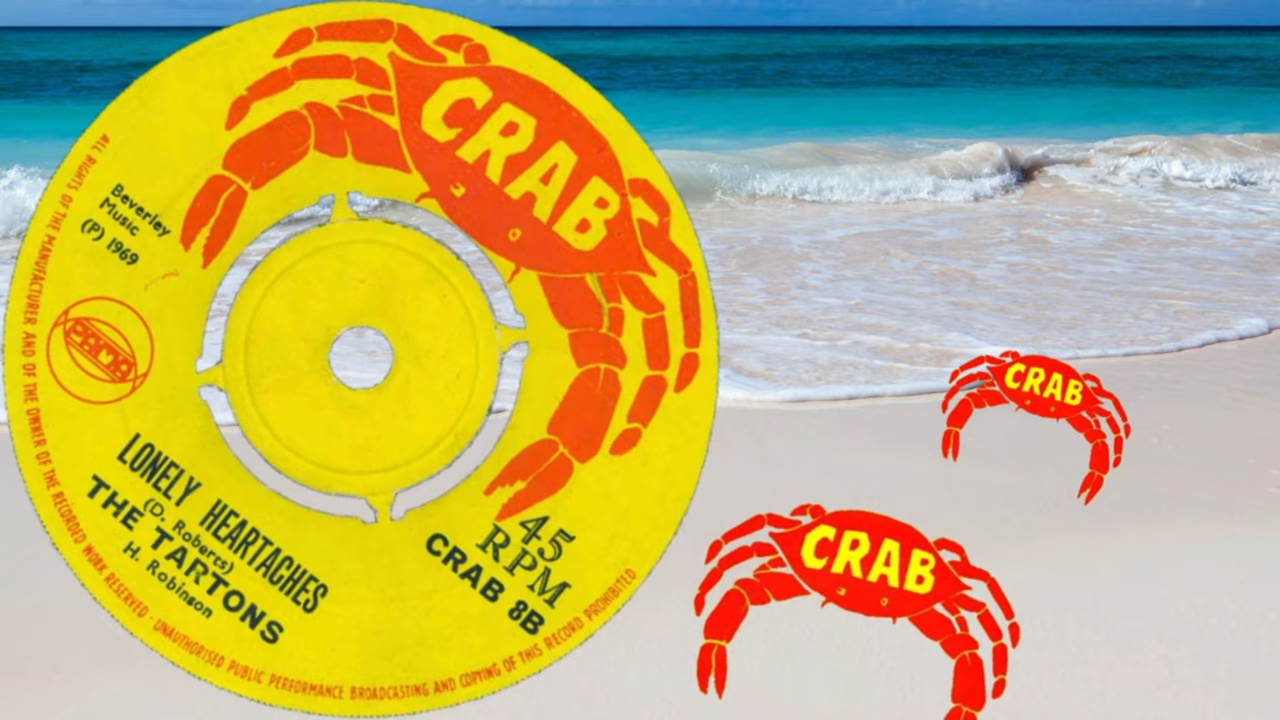 CRAB
ALL RIGHTS OF THE MANUFACTURER AND OF THE OWNER OF THE RECORDED WORK RESERVED · UNAUTHORISED PUBLIC PERFORMANCE BROADCASTING AND COPYING OF THIS RECORD PROHIBITED
Beverley
Music
(P) 1969
PAMA
LONELY HEARTACHES
(D. Roberts)
THE TARTONS
H. Robinson
45
RPM
CRAB 8B
CRAB
CRAB